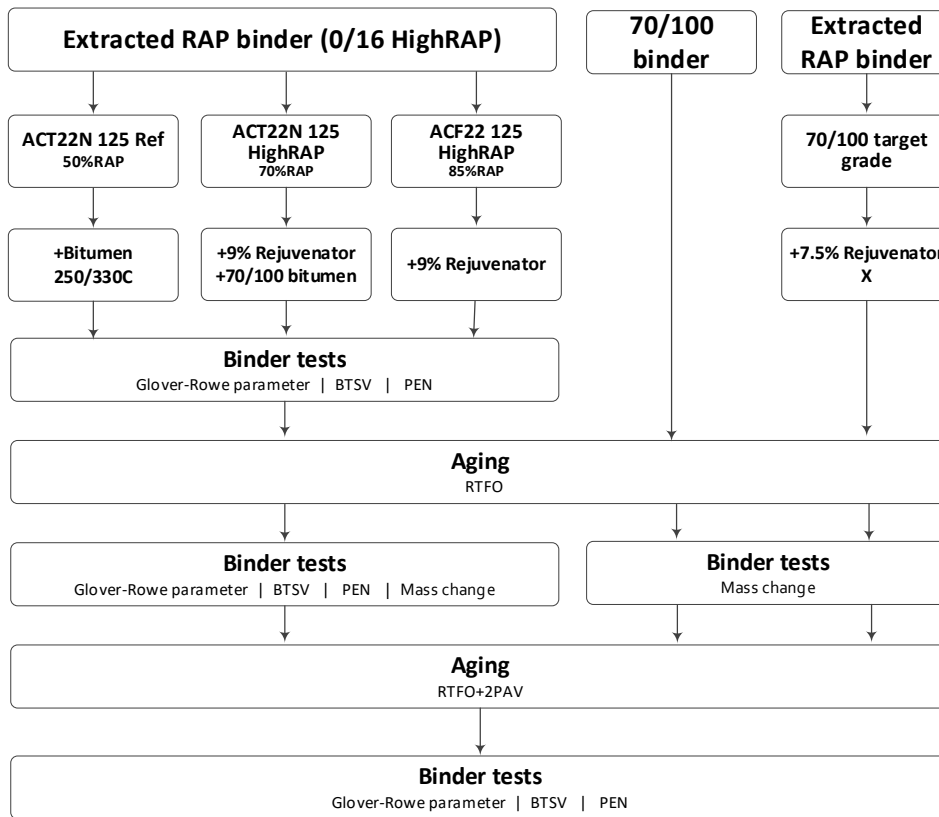 Extracted RAP binder (0/16 HighRAP)
70/100
binder
Extracted
RAP binder
ACT22N 125 Ref
50%RAP
ACT22N 125
HighRAP
70%RAP
ACF22 125
HighRAP
85%RAP
70/100 target
grade
+Bitumen
250/330C
+9% Rejuvenator
+70/100 bitumen
+9% Rejuvenator
+7.5% Rejuvenator
X
Binder tests
Glover-Rowe parameter | BTSV | PEN
Aging
RTFO
Binder tests
Glover-Rowe parameter | BTSV | PEN | Mass change
Binder tests
Mass change
Aging
RTFO+2PAV
Binder tests
Glover-Rowe parameter | BTSV | PEN